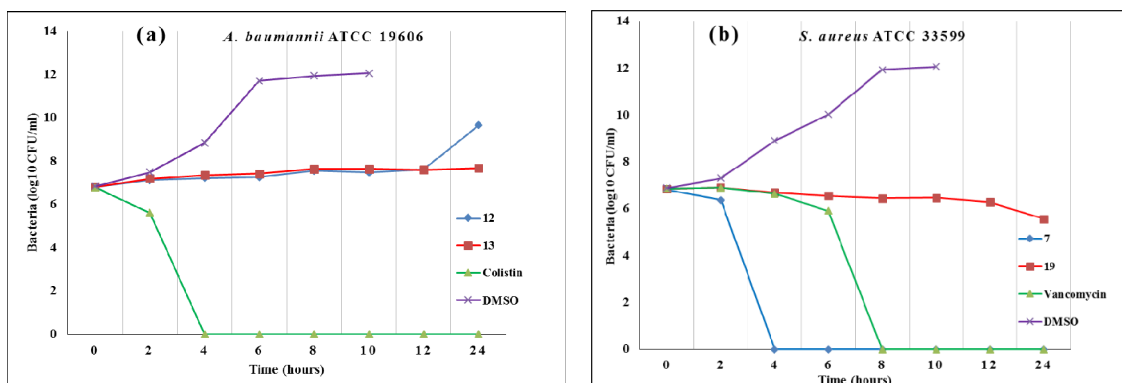 (a) A. baumannii ATCC 19606
Bacteria (log10 CFU/ml)
14
12
10
8
6
4
2
0
0 2 4 6 8 10 12 24
Time (hours)
12
13
Colistin
DMSO
(b) S. aureus ATCC 33599
Bacteria (log10 CFU/ml)
14
12
10
8
6
4
2
0
0 2 4 6 8 10 12 24
Time (hours)
7
19
Vancomycin
DMSO